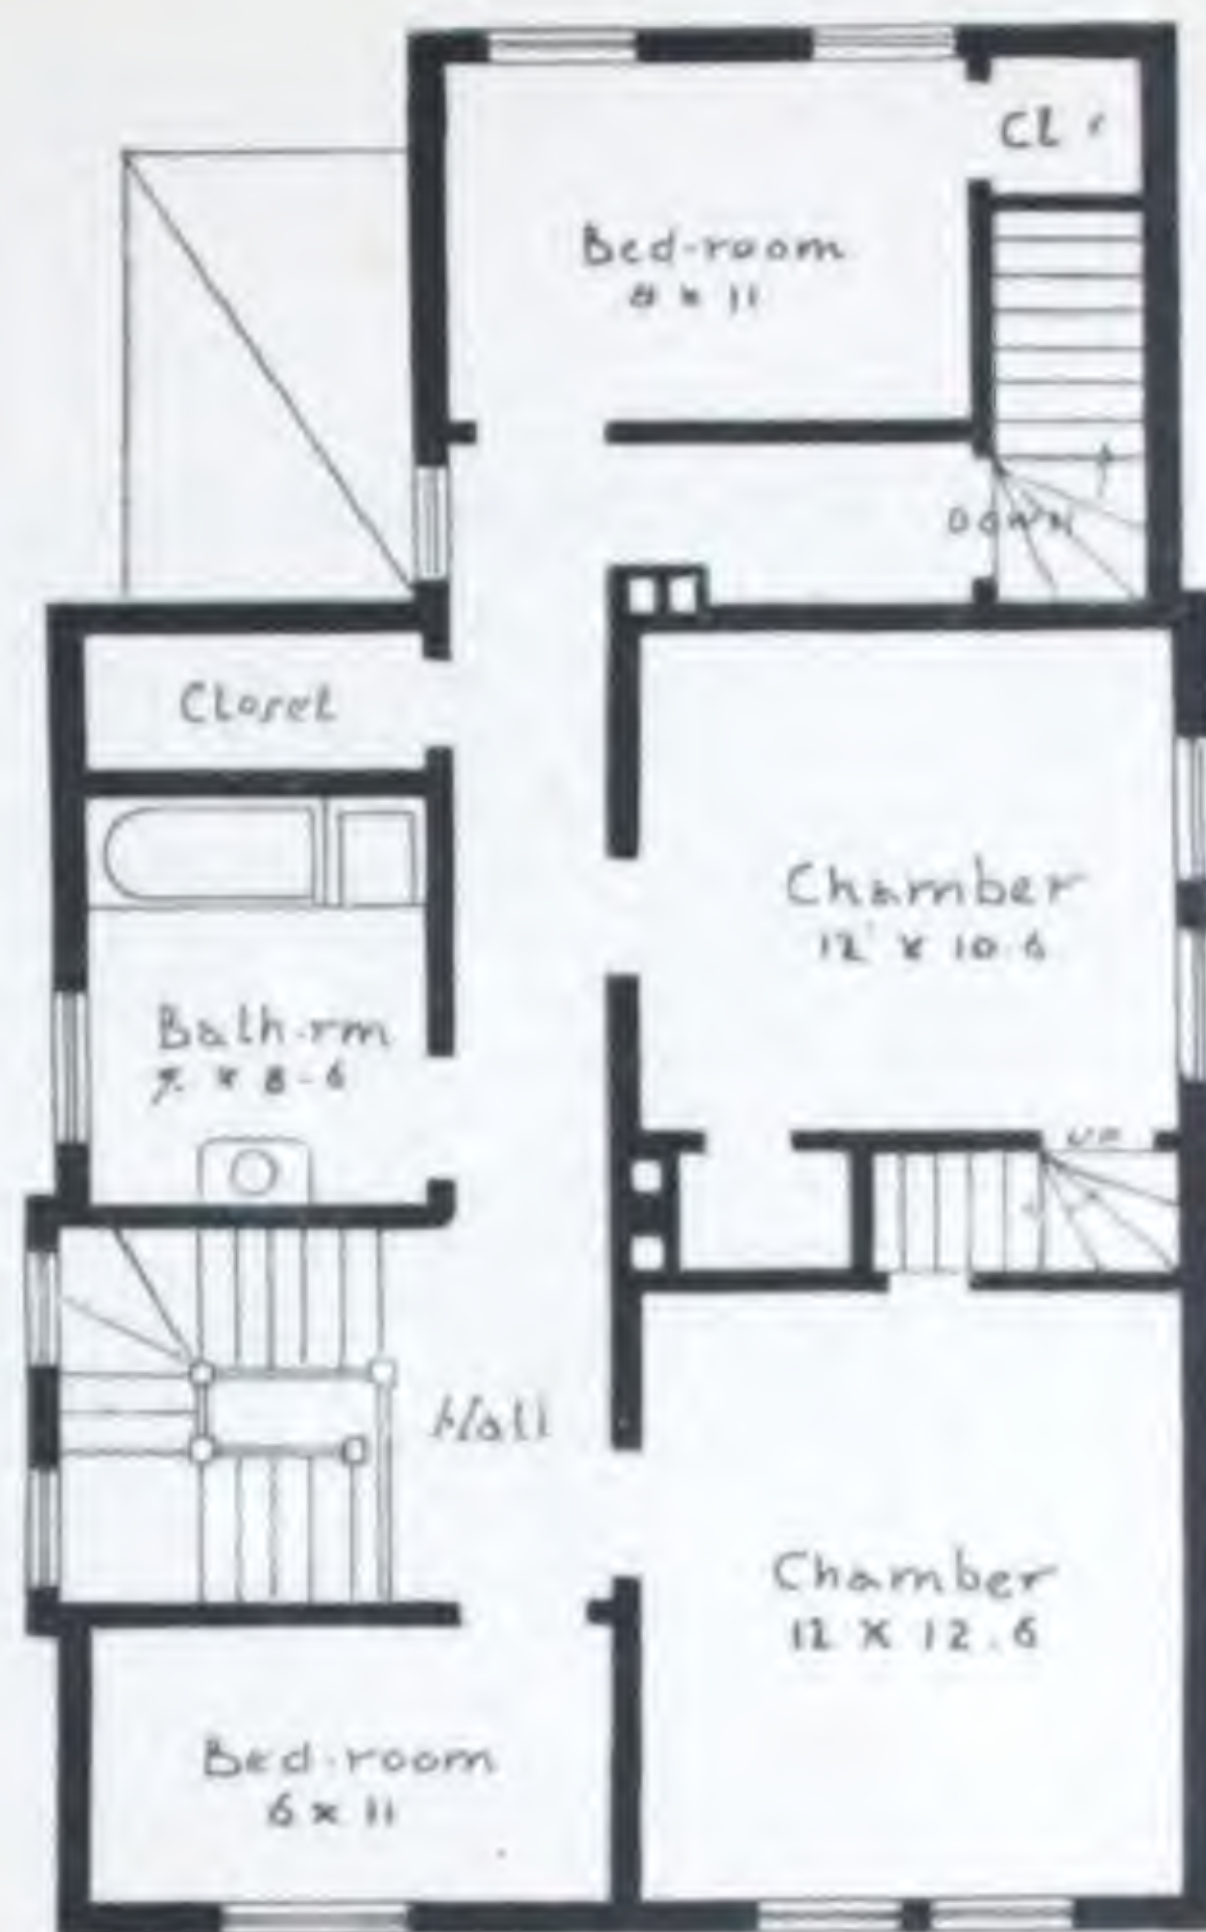 Cl
Bed-room
8 x 11
DOWN
Closet
Chamber
12 x 10.6
Bath-rm
7 x 8-6
UP
Hall
Chamber
12 x 12.6
Bed-room
6 x 11